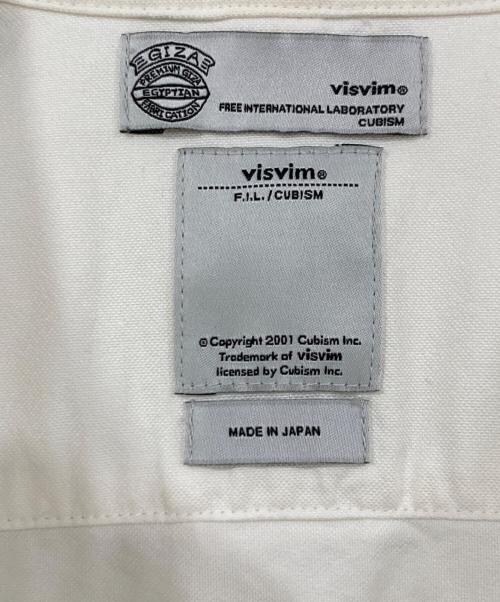 GIZA
PREMIUM GIZA
EGYPTIAN
FABRICATION
visvim®
FREE INTERNATIONAL LABORATORY
CUBISM
visvim®
F.I.L./CUBISM
© Copyright 2001 Cubism Inc.
Trademark of visvim
licensed by Cubism Inc.
MADE IN JAPAN